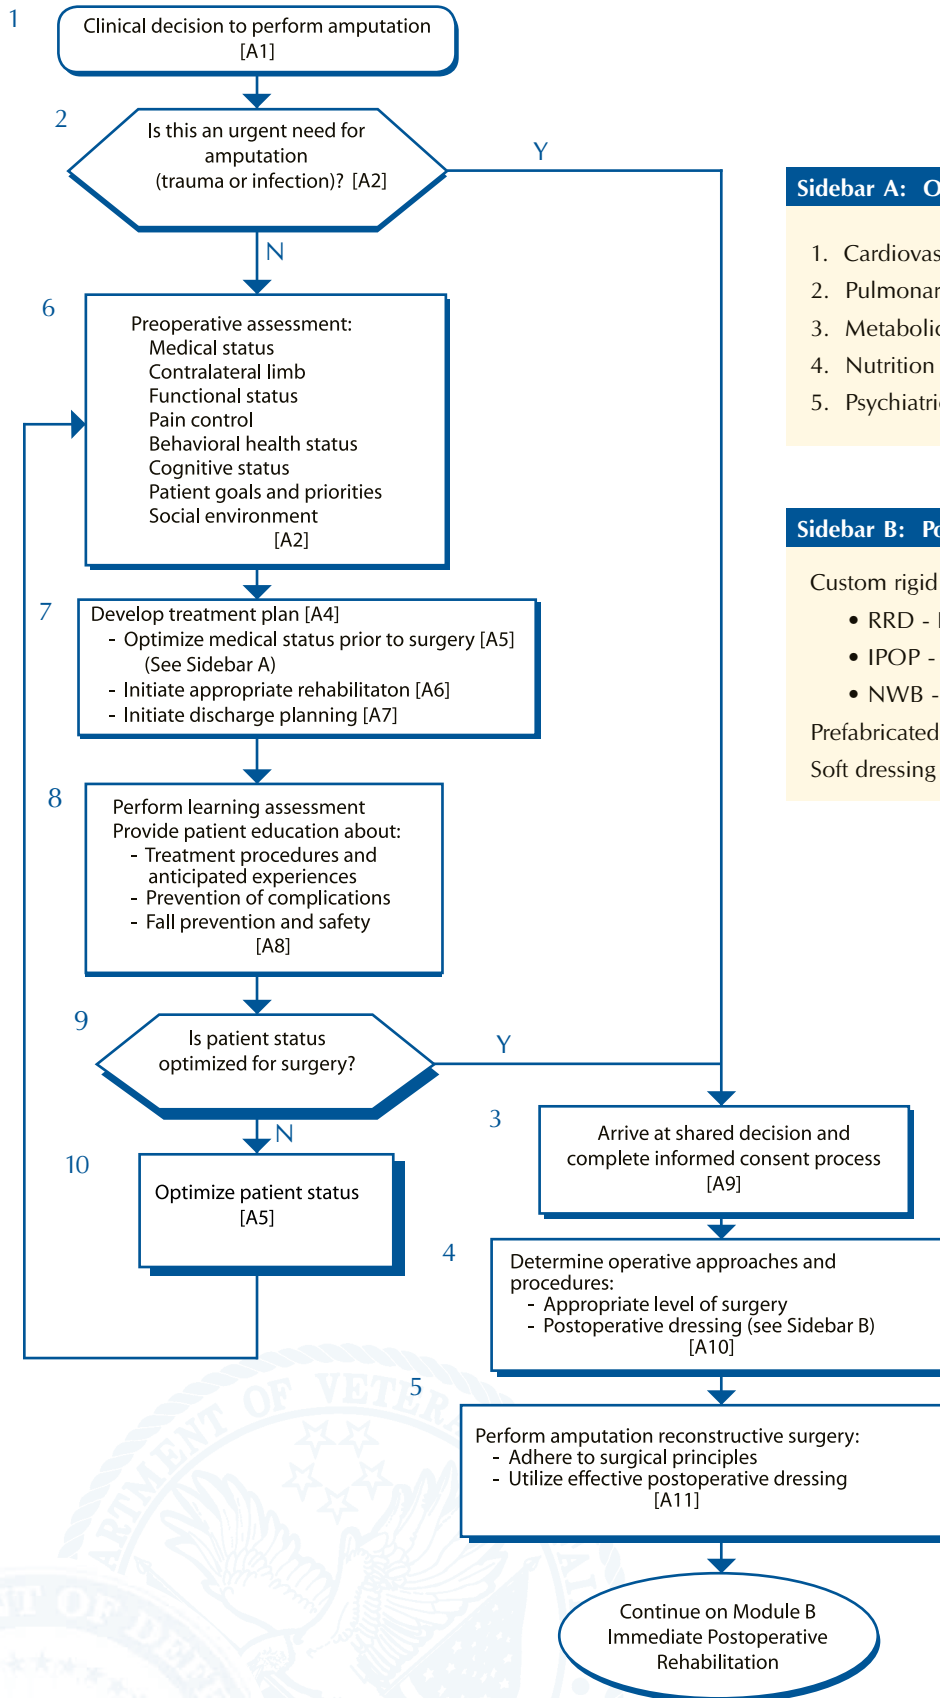 1
Clinical decision to perform amputation
[A1]
2
Is this an urgent need for
amputation
(trauma or infection)? [A2]
Y
N
6
Preoperative assessment:
Medical status
Contralateral limb
Functional status
Pain control
Behavioral health status
Cognitive status
Patient goals and priorities
Social environment
[A2]
7
Develop treatment plan [A4]
- Optimize medical status prior to surgery [A5]
(See Sidebar A)
- Initiate appropriate rehabilitaton [A6]
- Initiate discharge planning [A7]
8
Perform learning assessment
Provide patient education about:
- Treatment procedures and
anticipated experiences
- Prevention of complications
- Fall prevention and safety
[A8]
9
Is patient status
optimized for surgery?
Y
N
10
Optimize patient status
[A5]
3
Arrive at shared decision and
complete informed consent process
[A9]
4
Determine operative approaches and
procedures:
- Appropriate level of surgery
- Postoperative dressing (see Sidebar B)
[A10]
5
Perform amputation reconstructive surgery:
- Adhere to surgical principles
- Utilize effective postoperative dressing
[A11]
Continue on Module B
Immediate Postoperative
Rehabilitation
Sidebar A:
1.
2.
3.
4. Nutrition
5.
Sidebar B:
Custom rigid
• RRD -
• IPOP -
• NWB -
Prefabricated
Soft dressing
OF VETERA